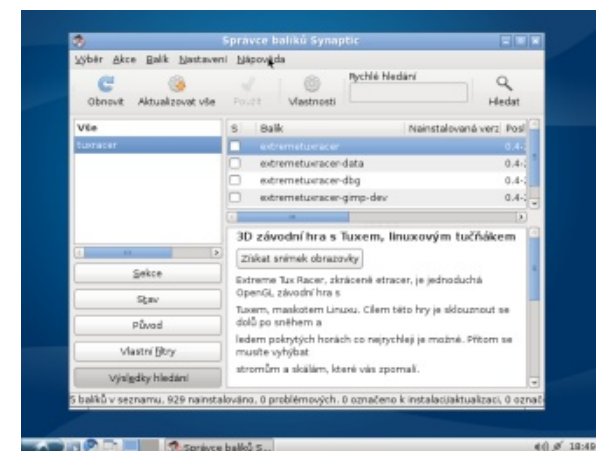 Správce balíků Synaptic
Výběr Akce Balík Nastavení Nápověda
Rychlé hledání
Obnovit Aktualizovat vše Použít Vlastnosti Hledat
Vše
tuxracer
S Balík Nainstalovaná verz Posl
extremetuxracer 0.4-
extremetuxracer-data 0.4-
extremetuxracer-dbg 0.4-
extremetuxracer-gimp-dev 0.4-
3D závodní hra s Tuxem, linuxovým tučňákem
Získat snímek obrazovky
Extreme Tux Racer, zkráceně etracer, je jednoduchá
OpenGL závodní hra s
Tuxem, maskotem Linuxu. Cílem této hry je sklouznout se
dolů po sněhem a
ledem pokrytých horách co nejrychleji je možné. Přitom se
musíte vyhýbat
stromům a skálám, které vás zpomalí.
Sekce
Stav
Původ
Vlastní filtry
Výsledky hledání
5 balíků v seznamu, 929 nainstalováno, 0 problémových. 0 označeno k instalaci/aktualizaci, 0 označ
Správce balíků S...
18:49